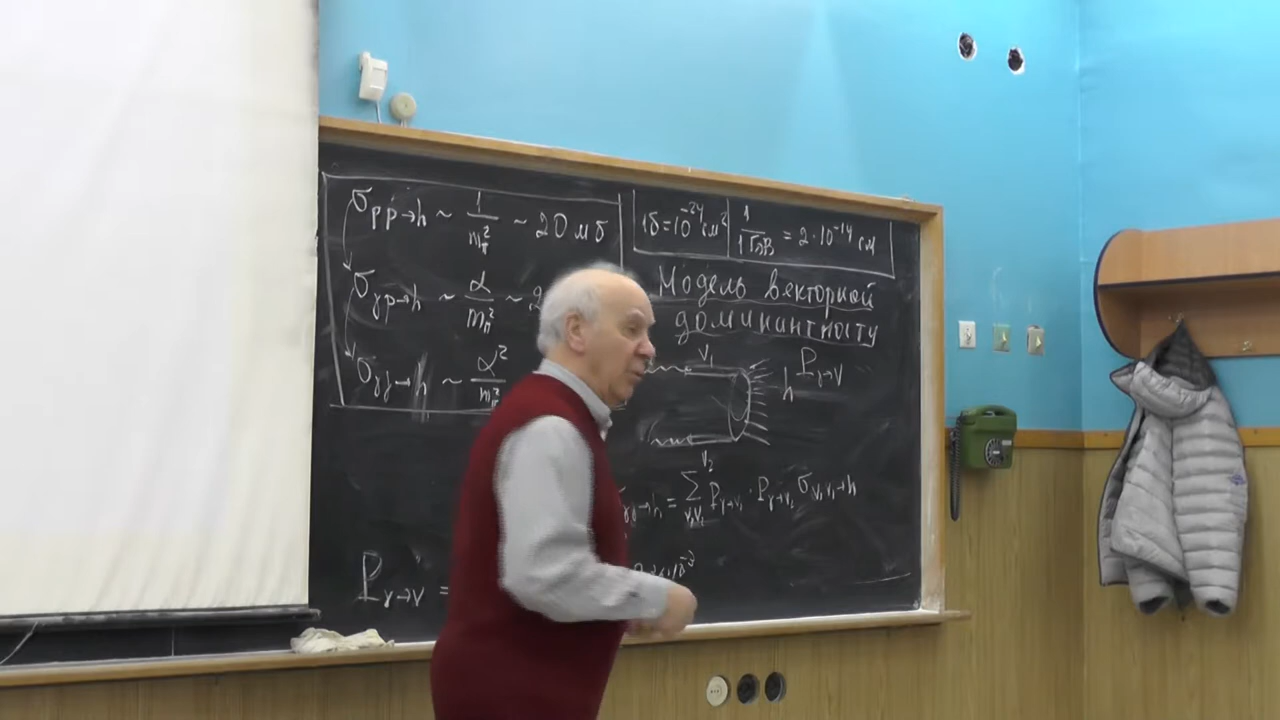 σpp→h ~ 1/mπ² ~ 20 мб
1б = 10⁻²⁴ см²
1/1ГэВ = 2·10⁻¹⁴ см
σγp→h ~ α/mπ² ~ 2
Модель векторной
доминантности
σγγ→h ~ α²/mπ²
V₁
h
Pγ→V
V₂
→h = Σ V₁V₂ Pγ→V₁ · Pγ→V₂ σV₁V₂→h
Pγ→V =